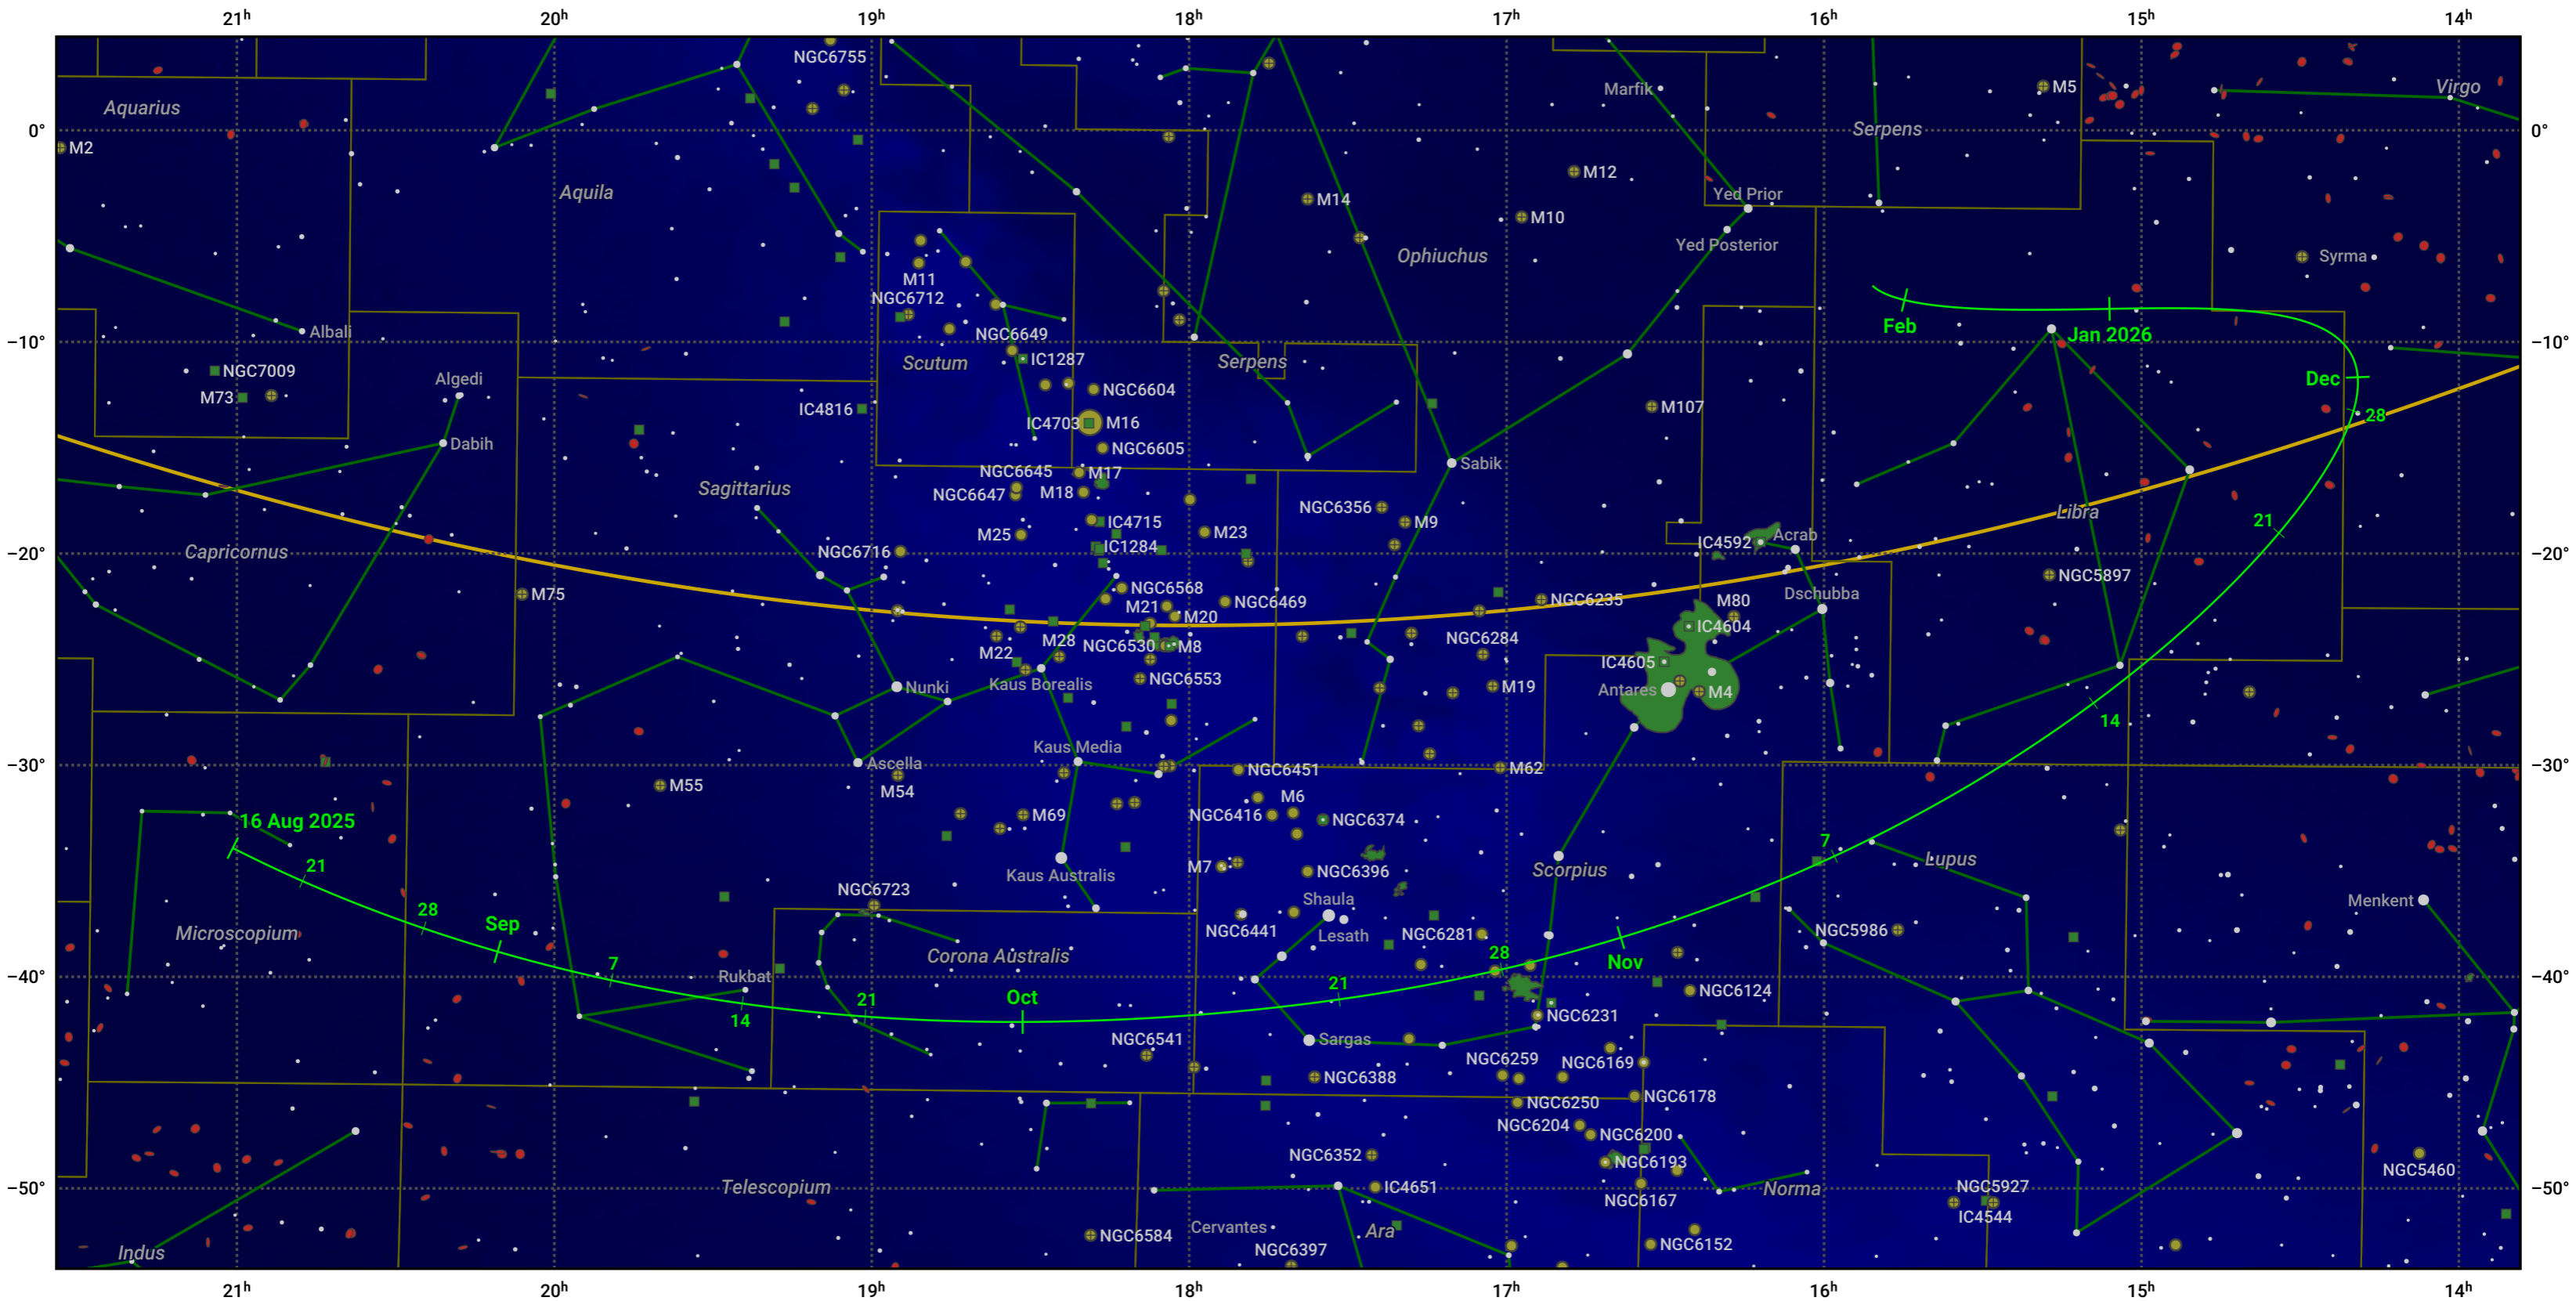 21h 20h 19h 18h 17h 16h 15h 14h
NGC6755
Aquarius
Marfik
M5
Virgo
0°
Serpens
0°
M2
M12
Aquila
Yed Prior
M14
M10
Yed Posterior
Ophiuchus
Syrma
M11
NGC6712
Feb
Jan 2026
Albali
NGC6649
−10°
IC1287
Serpens
−10°
Scutum
NGC7009
Algedi
Dec
M73
NGC6604
IC4816
M107
28
IC4703
M16
Dabih
NGC6605
Sabik
NGC6645
M17
Sagittarius
NGC6647
M18
NGC6356
Libra
IC4715
M9
21
M25
M23
Acrab
IC4592
IC1284
Capricornus
NGC6716
−20°
−20°
NGC5897
NGC6568
M75
Dschubba
M21
NGC6469
NGC6235
M80
M20
IC4604
M28
NGC6530
M8
NGC6284
M22
IC4605
NGC6553
Kaus Borealis
Nunki
M19
Antares
M4
14
Kaus Media
Ascella
−30°
NGC6451
M62
−30°
M55
M54
M6
M69
NGC6416
NGC6374
16 Aug 2025
7
21
M7
NGC6396
Scorpius
Lupus
Kaus Australis
NGC6723
Shaula
Menkent
28
Sep
Microscopium
NGC6441
Lesath
NGC6281
NGC5986
Corona Australis
28
Nov
7
Rukbat
−40°
−40°
21
Oct
21
NGC6124
14
NGC6231
NGC6541
Sargas
NGC6259
NGC6169
NGC6388
NGC6178
NGC6250
NGC6204
NGC6200
NGC6352
NGC6193
NGC5460
−50°
Telescopium
IC4651
NGC6167
Norma
NGC5927
−50°
IC4544
Cervantes
Ara
NGC6584
NGC6397
NGC6152
Indus
21h 20h 19h 18h 17h 16h 15h 14h